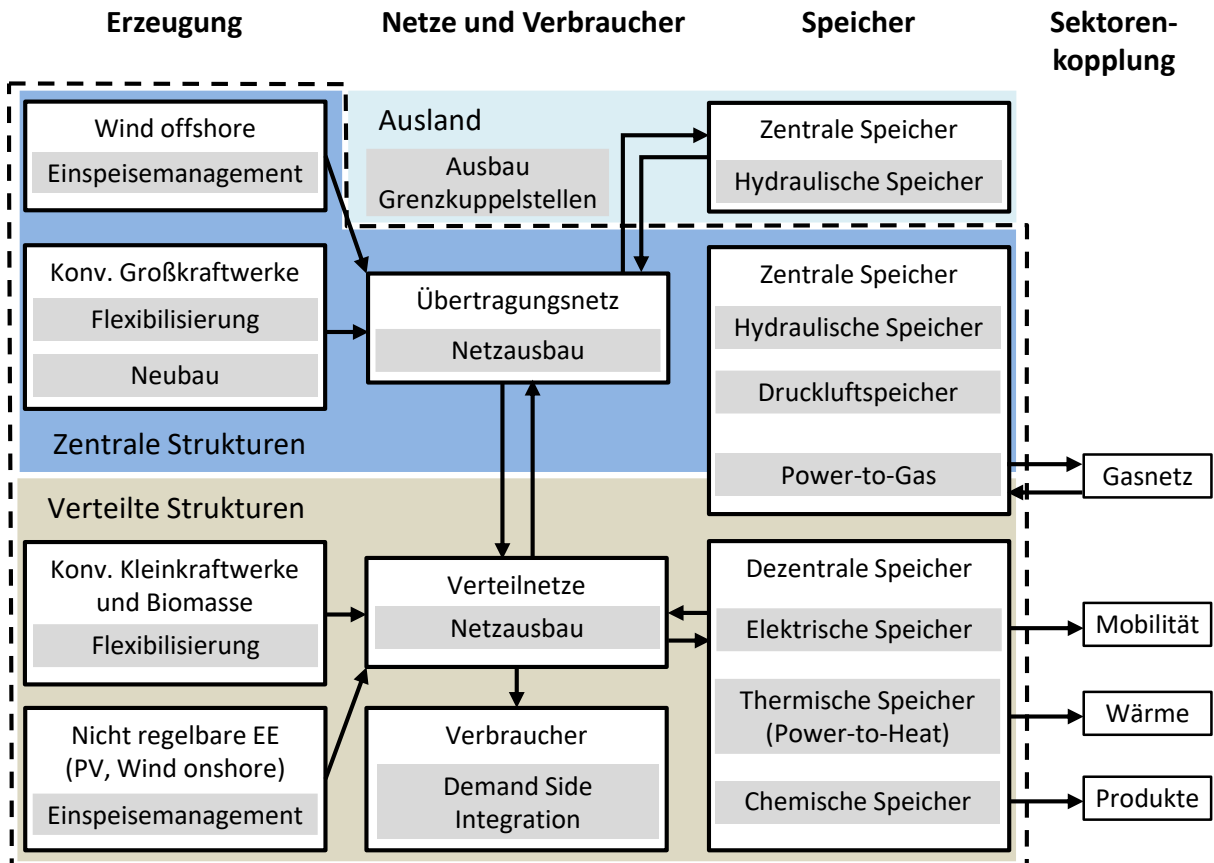 Erzeugung
Netze und Verbraucher
Speicher
Sektoren-
kopplung
Wind offshore
Einspeisemanagement
Ausland
Ausbau
Grenzkuppelstellen
Zentrale Speicher
Hydraulische Speicher
Konv. Großkraftwerke
Flexibilisierung
Neubau
Übertragungsnetz
Netzausbau
Zentrale Speicher
Hydraulische Speicher
Druckluftspeicher
Power-to-Gas
Gasnetz
Zentrale Strukturen
Verteilte Strukturen
Konv. Kleinkraftwerke
und Biomasse
Flexibilisierung
Verteilnetze
Netzausbau
Dezentrale Speicher
Elektrische Speicher
Mobilität
Thermische Speicher
(Power-to-Heat)
Wärme
Chemische Speicher
Produkte
Nicht regelbare EE
(PV, Wind onshore)
Einspeisemanagement
Verbraucher
Demand Side
Integration